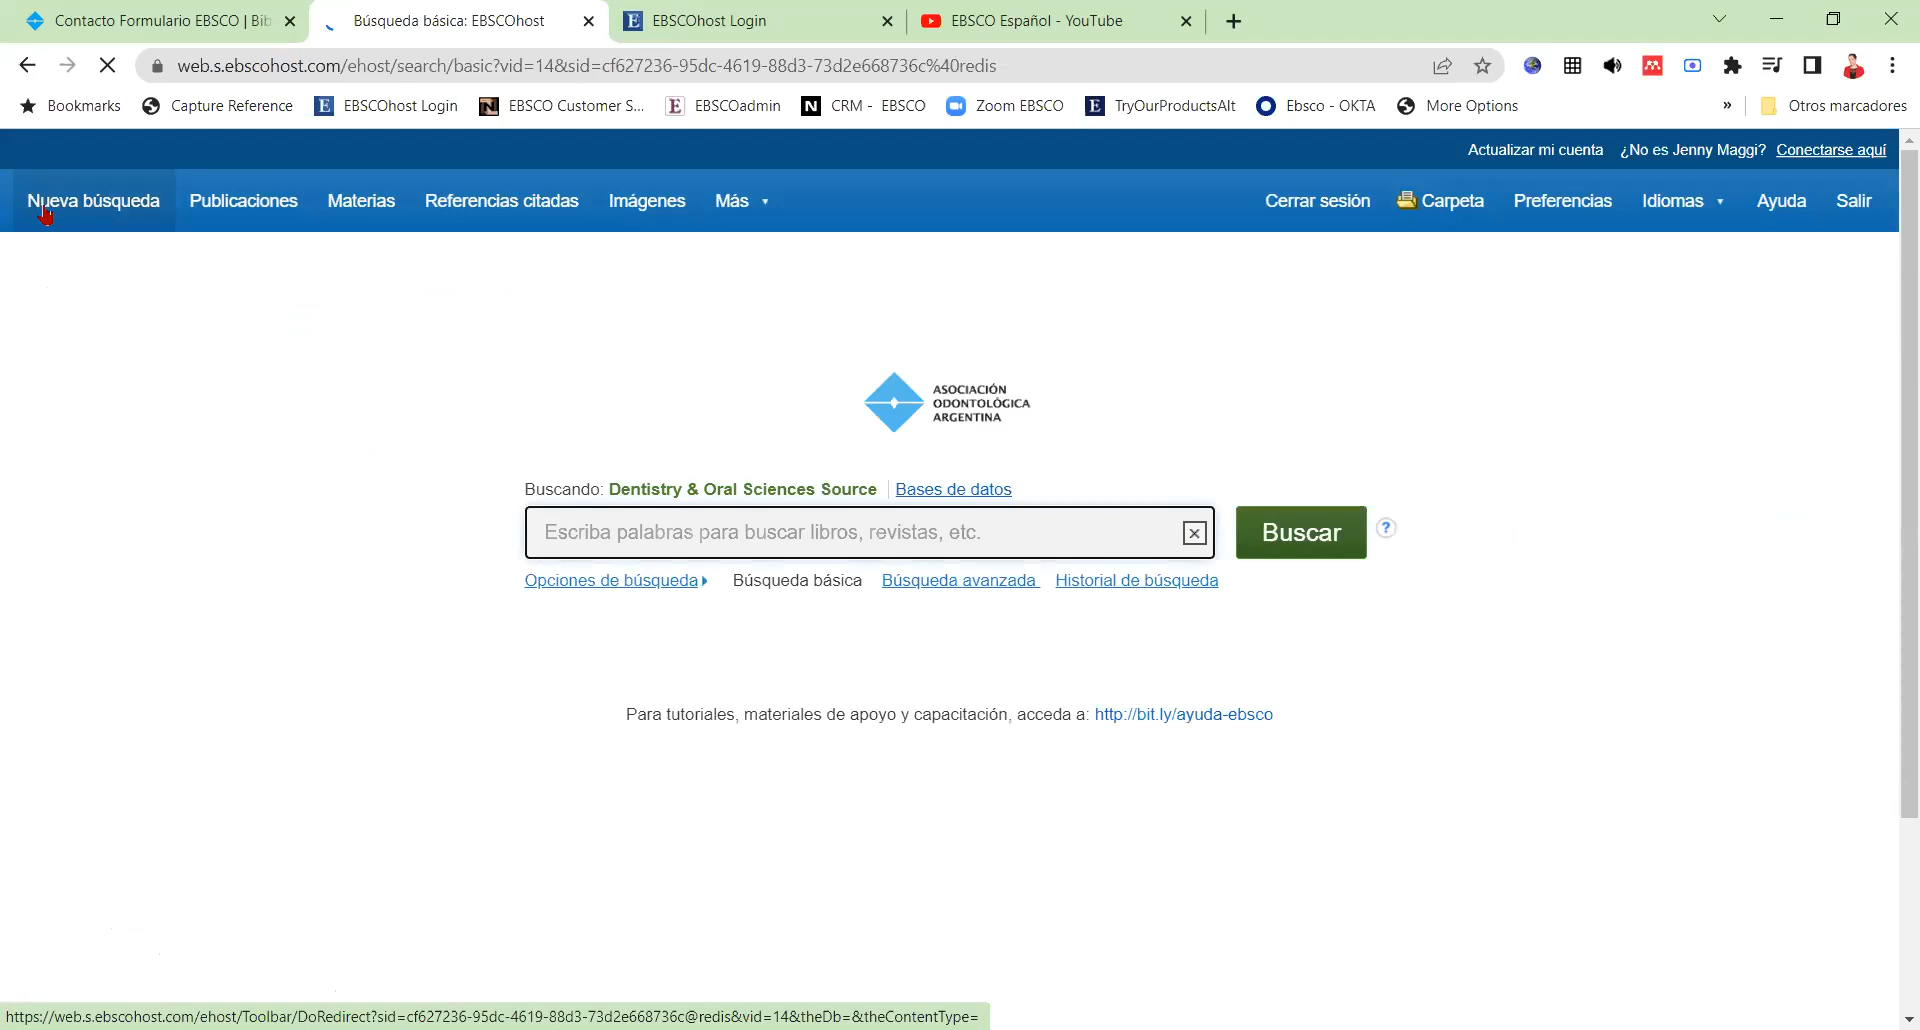 Contacto Formulario EBSCO | Bib
Búsqueda básica: EBSCOhost
EBSCOhost Login
EBSCO Español - YouTube
web.s.ebscohost.com/ehost/search/basic?vid=14&sid=cf627236-95dc-4619-88d3-73d2e668736c%40redis
Bookmarks
Capture Reference
EBSCOhost Login
EBSCO Customer S...
EBSCOadmin
CRM - EBSCO
Zoom EBSCO
TryOurProductsAlt
Ebsco - OKTA
More Options
»
Otros marcadores
Actualizar mi cuenta ¿No es Jenny Maggi? Conectarse aquí
Nueva búsqueda Publicaciones Materias Referencias citadas Imágenes Más
Cerrar sesión Carpeta Preferencias Idiomas Ayuda Salir
ASOCIACIÓN
ODONTOLÓGICA
ARGENTINA
Buscando: Dentistry & Oral Sciences Source Bases de datos
Escriba palabras para buscar libros, revistas, etc.
Buscar
?
Opciones de búsqueda Búsqueda básica Búsqueda avanzada Historial de búsqueda
Para tutoriales, materiales de apoyo y capacitación, acceda a: http://bit.ly/ayuda-ebsco
https://web.s.ebscohost.com/ehost/Toolbar/DoRedirect?sid=cf627236-95dc-4619-88d3-73d2e668736c@redis&vid=14&theDb=&theContentType=